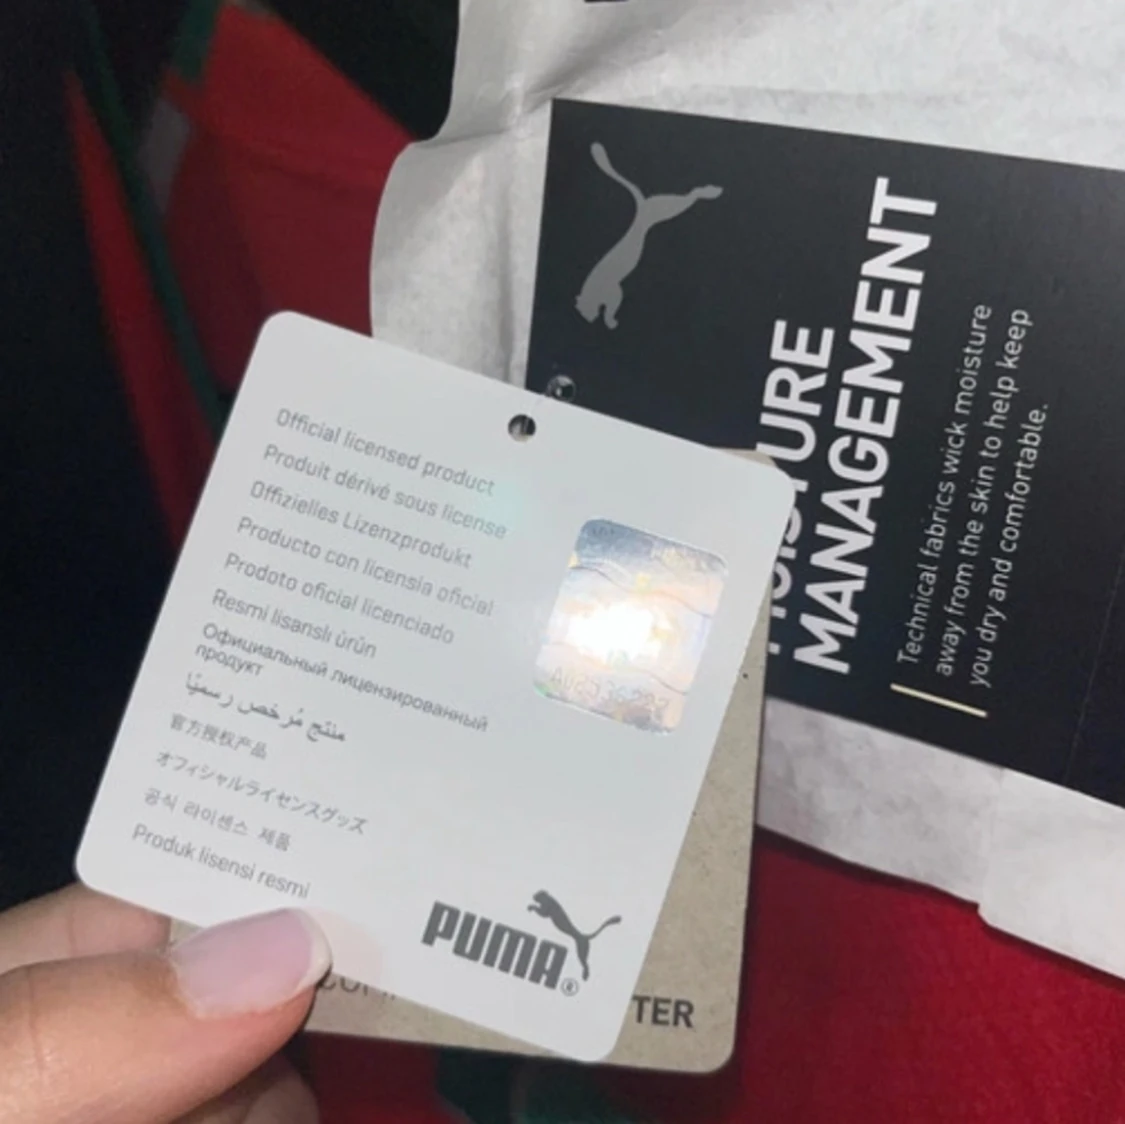 Official licensed product
Produit dérivé sous license
Offizielles Lizenzprodukt
Producto con licensia oficial
Prodoto oficial licenciado
Resmi lisanslı ürün
Официальный лицензированный
продукт
منتج مُرخص رسميًا
官方授权产品
オフィシャルライセンスグッズ
공식 라이센스 제품
Produk lisensi resmi
PUMA®
TER
MANAGEMENT
Technical fabrics wick moisture
away from the skin to help keep
you dry and comfortable.